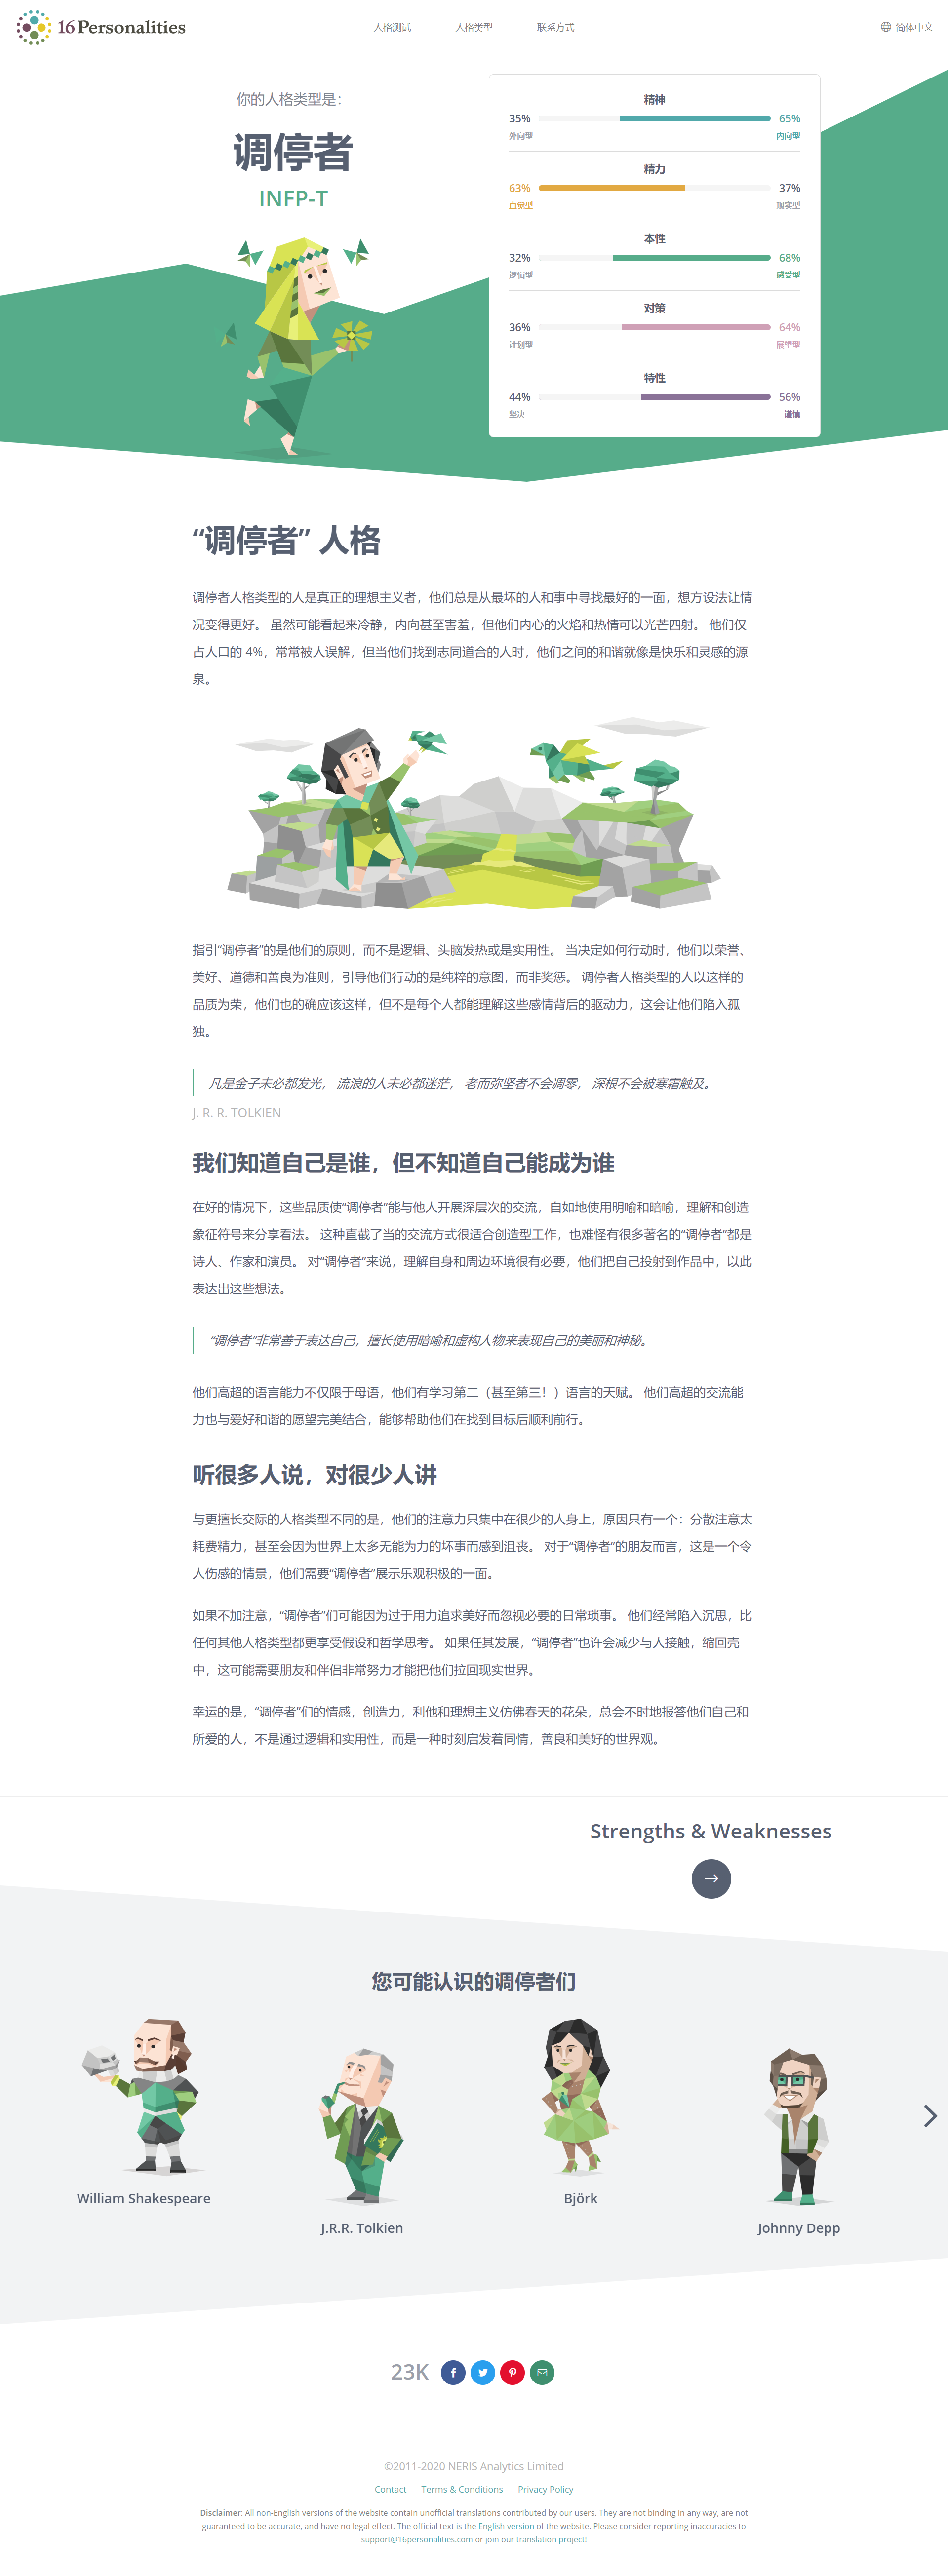 16Personalities
人格测试
人格类型
联系方式
简体中文
你的人格类型是：
调停者
INFP-T
精神
35%
65%
外向型
内向型
精力
63%
37%
直觉型
现实型
本性
32%
68%
逻辑型
感受型
对策
36%
64%
计划型
展望型
特性
44%
56%
坚决
谨慎
“调停者” 人格
调停者人格类型的人是真正的理想主义者，他们总是从最坏的人和事中寻找最好的一面，想方设法让情
况变得更好。 虽然可能看起来冷静，内向甚至害羞，但他们内心的火焰和热情可以光芒四射。 他们仅
占人口的 4%，常常被人误解，但当他们找到志同道合的人时，他们之间的和谐就像是快乐和灵感的源
泉。
指引“调停者”的是他们的原则，而不是逻辑、头脑发热或是实用性。 当决定如何行动时，他们以荣誉、
美好、道德和善良为准则，引导他们行动的是纯粹的意图，而非奖惩。 调停者人格类型的人以这样的
品质为荣，他们也的确应该这样，但不是每个人都能理解这些感情背后的驱动力，这会让他们陷入孤
独。
凡是金子未必都发光， 流浪的人未必都迷茫， 老而弥坚者不会凋零， 深根不会被寒霜触及。
J. R. R. TOLKIEN
我们知道自己是谁，但不知道自己能成为谁
在好的情况下，这些品质使“调停者”能与他人开展深层次的交流，自如地使用明喻和暗喻，理解和创造
象征符号来分享看法。 这种直截了当的交流方式很适合创造型工作，也难怪有很多著名的“调停者”都是
诗人、作家和演员。 对“调停者”来说，理解自身和周边环境很有必要，他们把自己投射到作品中，以此
表达出这些想法。
“调停者”非常善于表达自己，擅长使用暗喻和虚构人物来表现自己的美丽和神秘。
他们高超的语言能力不仅限于母语，他们有学习第二（甚至第三！）语言的天赋。 他们高超的交流能
力也与爱好和谐的愿望完美结合，能够帮助他们在找到目标后顺利前行。
听很多人说，对很少人讲
与更擅长交际的人格类型不同的是，他们的注意力只集中在很少的人身上，原因只有一个：分散注意太
耗费精力，甚至会因为世界上太多无能为力的坏事而感到沮丧。 对于“调停者”的朋友而言，这是一个令
人伤感的情景，他们需要“调停者”展示乐观积极的一面。
如果不加注意，“调停者”们可能因为过于用力追求美好而忽视必要的日常琐事。 他们经常陷入沉思，比
任何其他人格类型都更享受假设和哲学思考。 如果任其发展，“调停者”也许会减少与人接触，缩回壳
中，这可能需要朋友和伴侣非常努力才能把他们拉回现实世界。
幸运的是，“调停者”们的情感，创造力，利他和理想主义仿佛春天的花朵，总会不时地报答他们自己和
所爱的人，不是通过逻辑和实用性，而是一种时刻启发着同情，善良和美好的世界观。
Strengths & Weaknesses
您可能认识的调停者们
William Shakespeare
J.R.R. Tolkien
Björk
Johnny Depp
23K
©2011-2020 NERIS Analytics Limited
Contact
Terms & Conditions
Privacy Policy
Disclaimer: All non-English versions of the website contain unofficial translations contributed by our users. They are not binding in any way, are not
guaranteed to be accurate, and have no legal effect. The official text is the English version of the website. Please consider reporting inaccuracies to
support@16personalities.com or join our translation project!